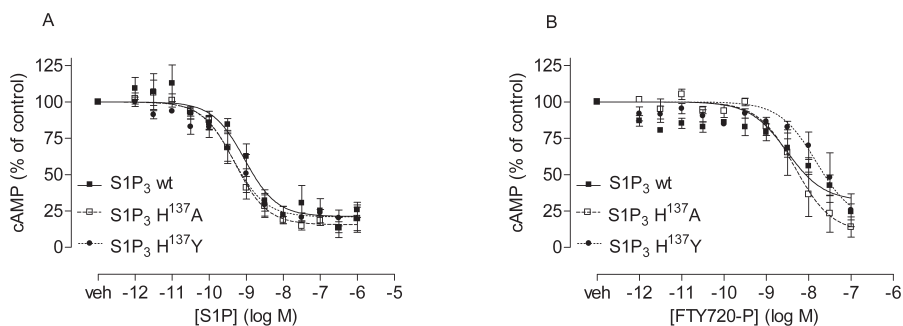 A
cAMP (% of control)
125
100
75
50
25
0
S1P₃ wt
S1P₃ H¹³⁷A
S1P₃ H¹³⁷Y
veh -12 -11 -10 -9 -8 -7 -6 -5
[S1P] (log M)
B
cAMP (% of control)
125
100
75
50
25
0
S1P₃ wt
S1P₃ H¹³⁷A
S1P₃ H¹³⁷Y
veh -12 -11 -10 -9 -8 -7 -6
[FTY720-P] (log M)